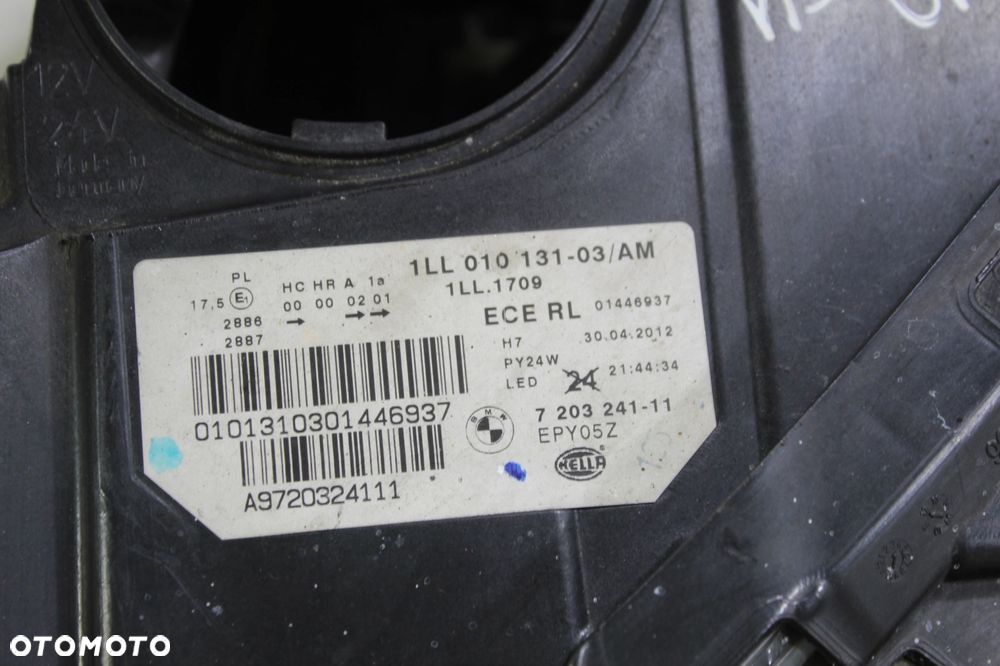 12V
24V
Made in
Germany
PL
17,5 E1
HC HR A 1a
00 00 02 01
2886
2887
1LL 010 131-03/AM
1LL.1709
ECE RL 01446937
H7 30.04.2012
PY24W
LED 24 21:44:34
0101310301446937
A9720324111
BMW
7 203 241-11
EPY05Z
HELLA
OTOMOTO